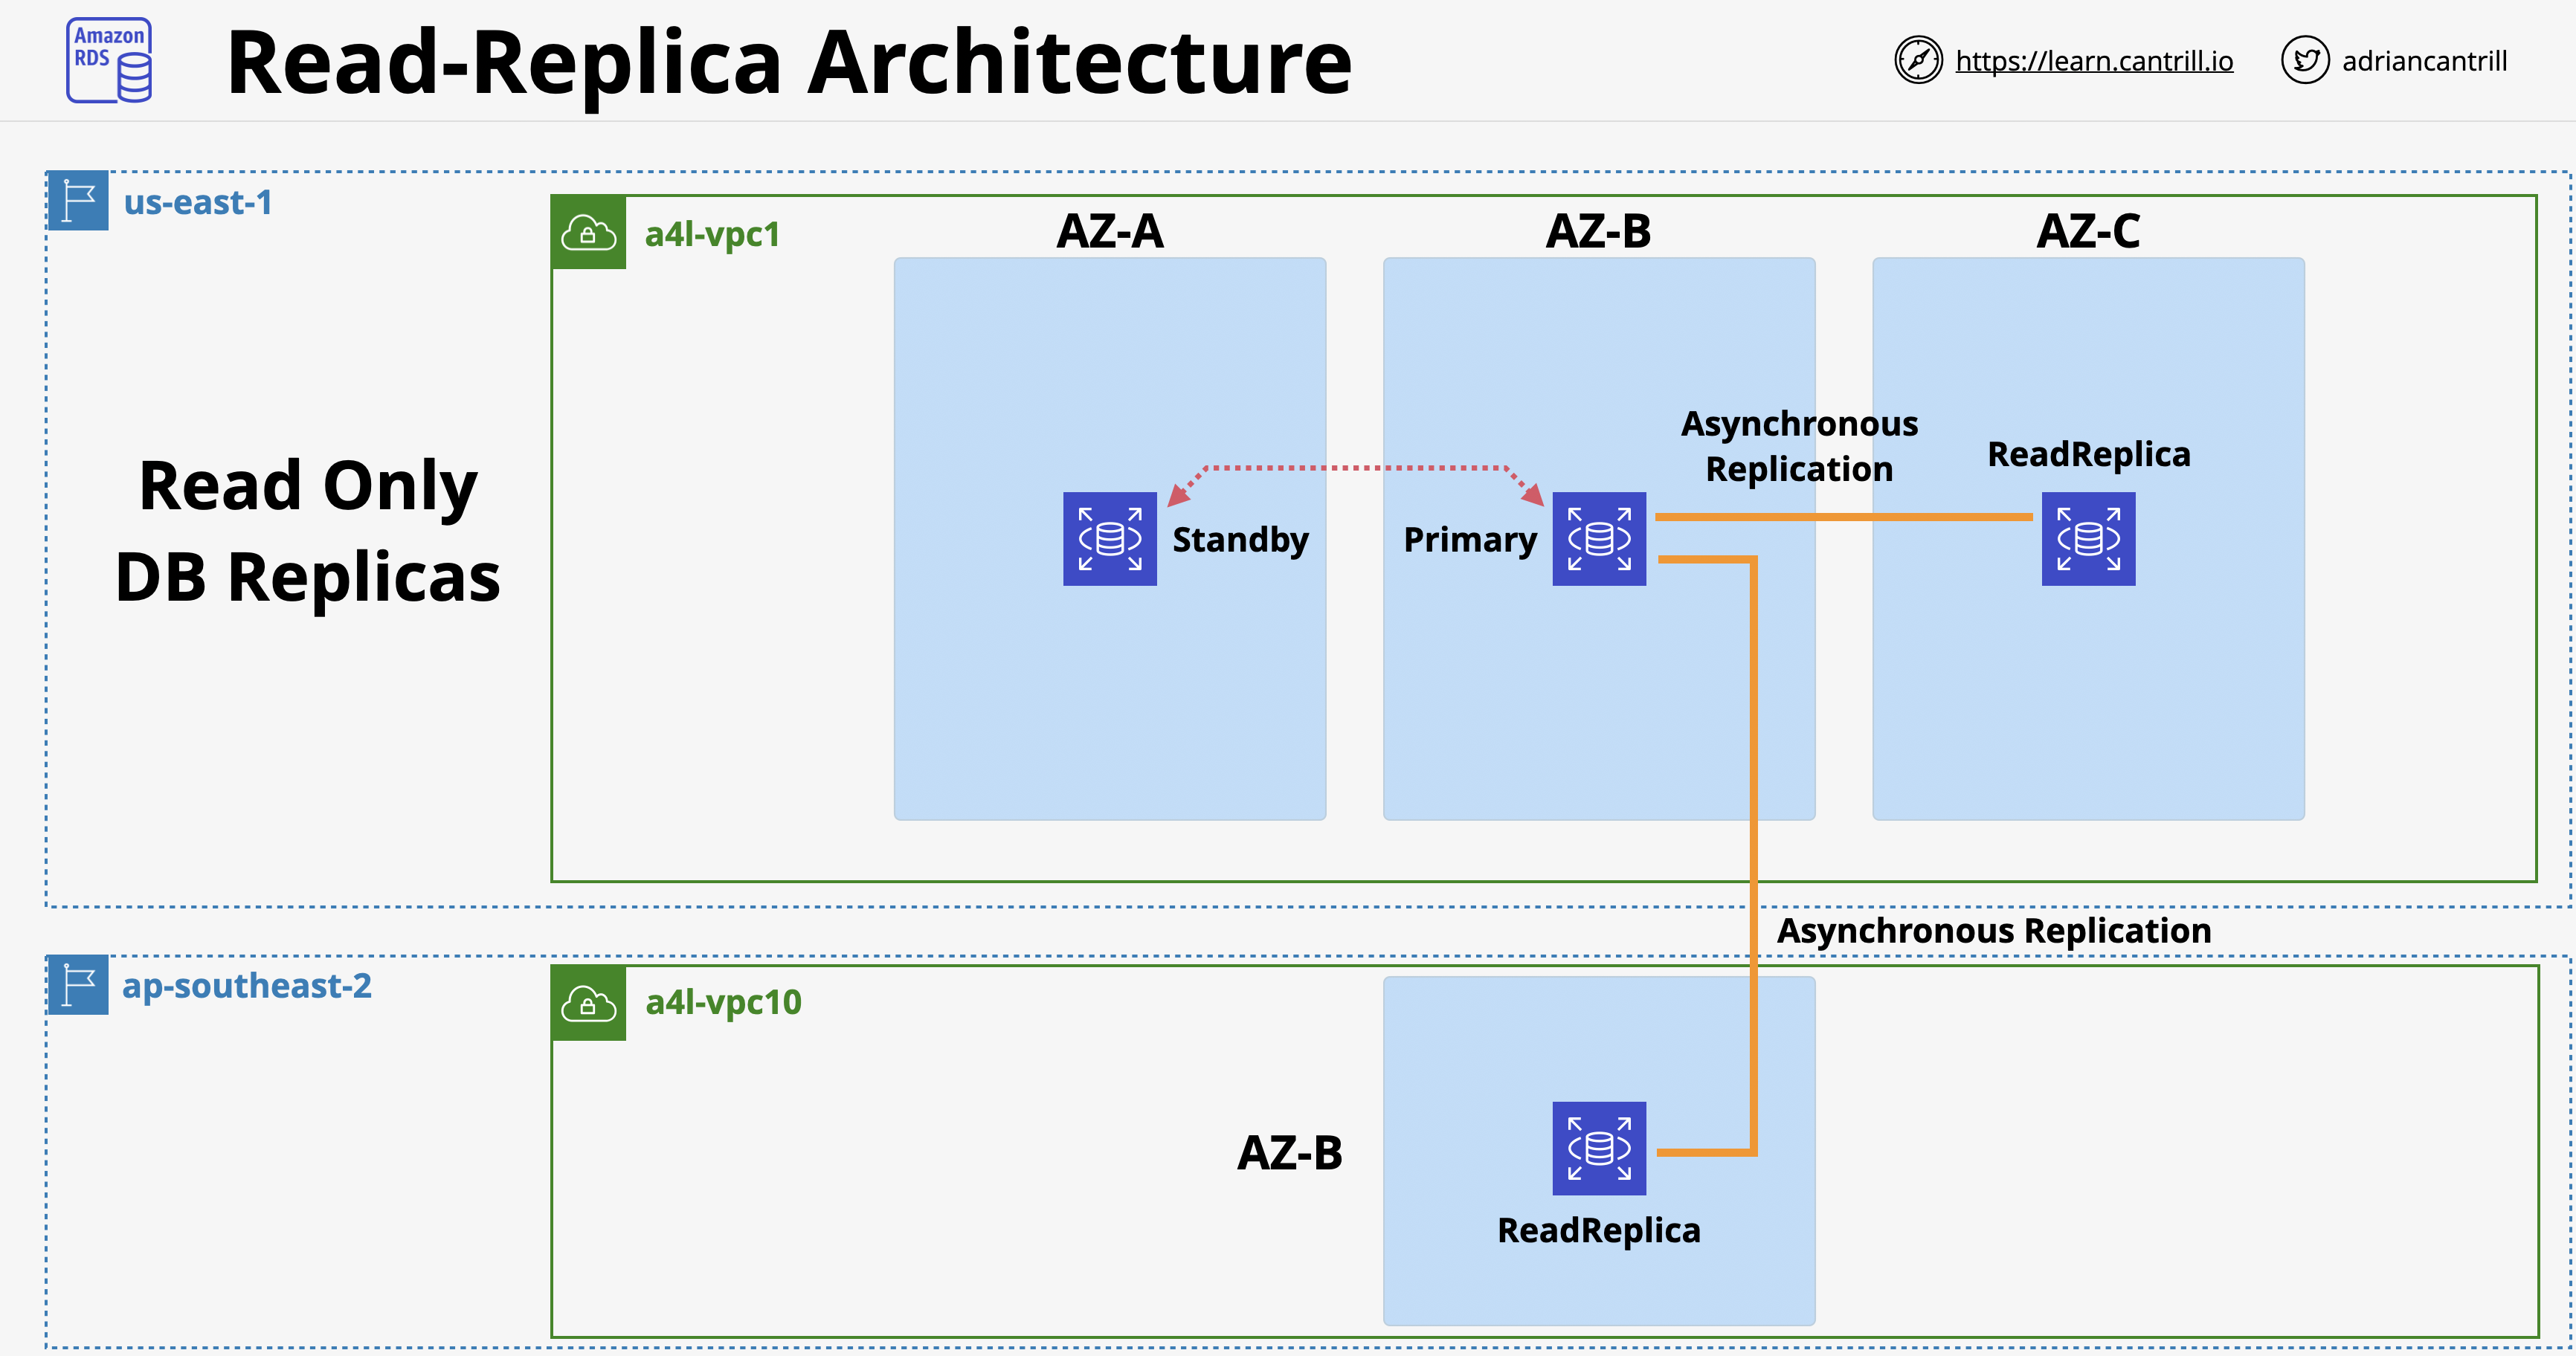 Amazon
RDS
Read-Replica Architecture
https://learn.cantrill.io
adriancantrill
us-east-1
a4l-vpc1
AZ-A
AZ-B
AZ-C
Read Only
DB Replicas
Asynchronous
Replication
ReadReplica
Standby
Primary
Asynchronous Replication
ap-southeast-2
a4l-vpc10
AZ-B
ReadReplica